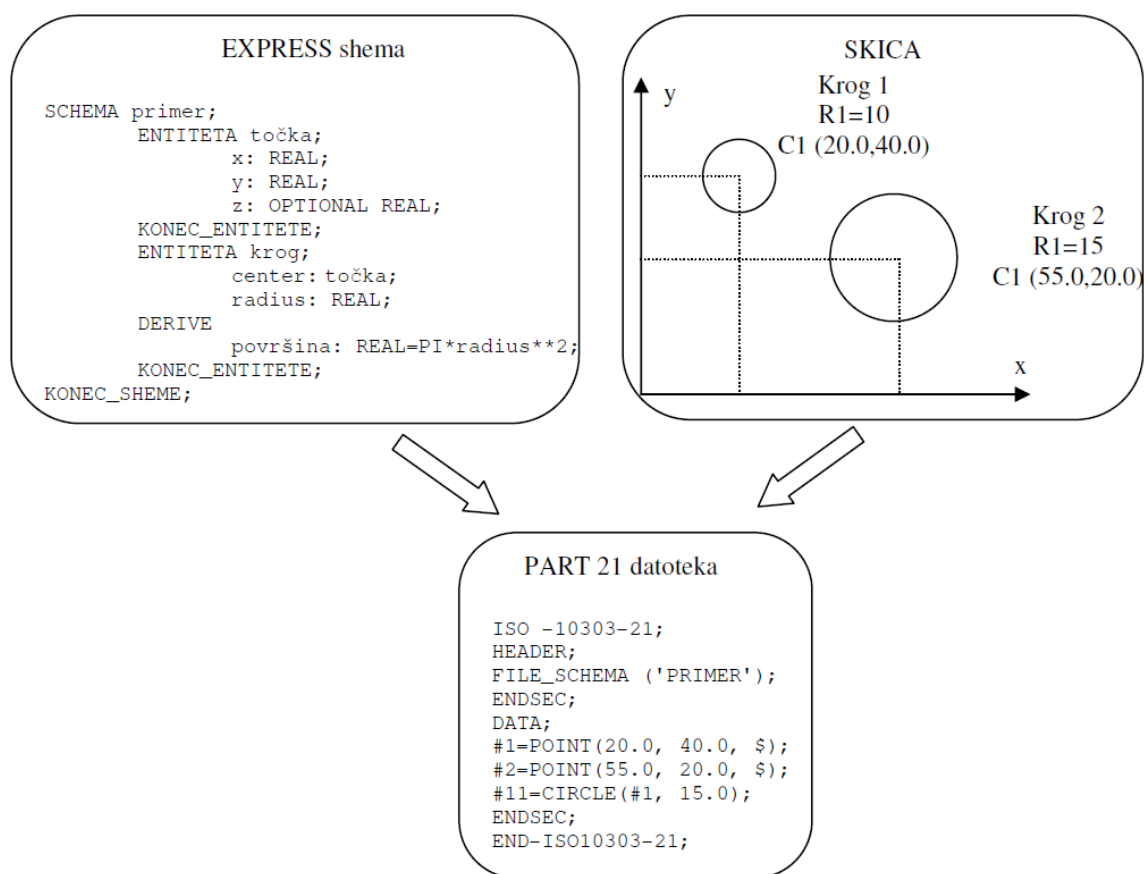 EXPRESS shema
SCHEMA primer;
ENTITETA točka;
x: REAL;
y: REAL;
z: OPTIONAL REAL;
KONEC_ENTITETE;
ENTITETA krog;
center: točka;
radius: REAL;
DERIVE
površina: REAL=PI*radius**2;
KONEC_ENTITETE;
KONEC_SHEME;
SKICA
y
Krog 1
R1=10
C1 (20.0,40.0)
Krog 2
R1=15
C1 (55.0,20.0)
x
PART 21 datoteka
ISO -10303-21;
HEADER;
FILE_SCHEMA ('PRIMER');
ENDSEC;
DATA;
#1=POINT(20.0, 40.0, $);
#2=POINT(55.0, 20.0, $);
#11=CIRCLE(#1, 15.0);
ENDSEC;
END-ISO10303-21;